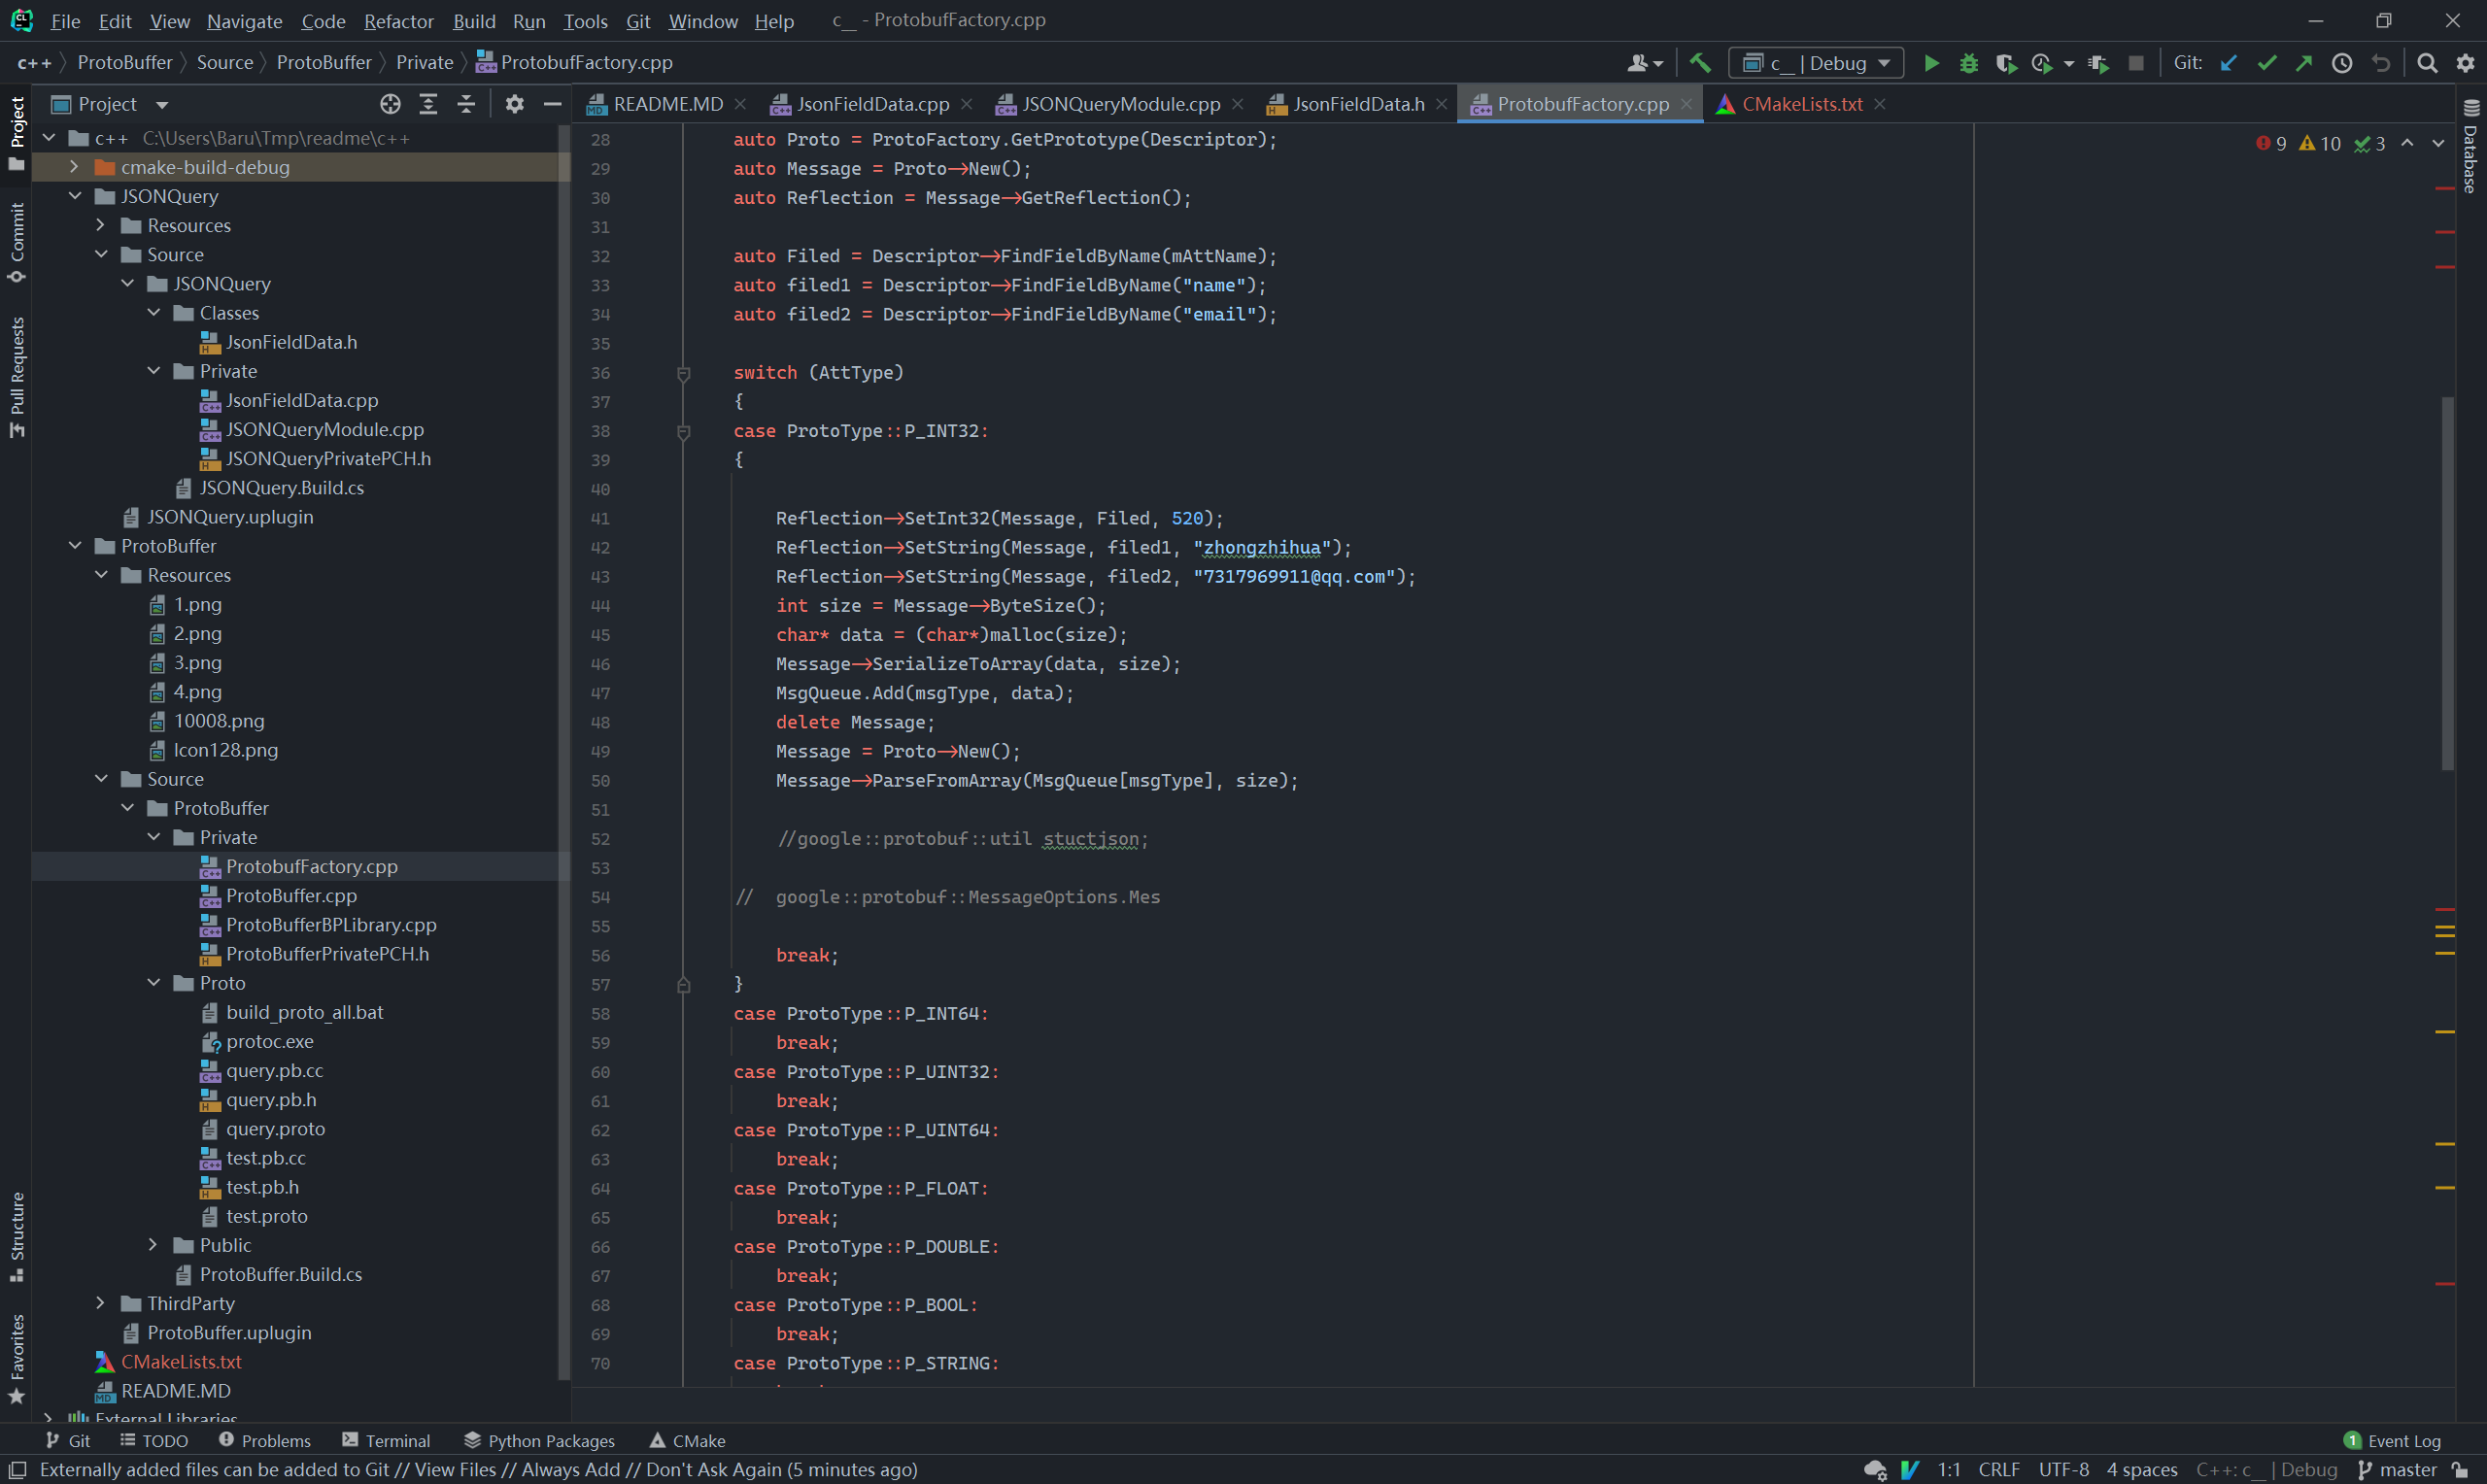 File Edit View Navigate Code Refactor Build Run Tools Git Window Help c__ - ProtobufFactory.cpp
c++ ProtoBuffer Source ProtoBuffer Private ProtobufFactory.cpp c__ | Debug Git:
Project
README.MD JsonFieldData.cpp JSONQueryModule.cpp JsonFieldData.h ProtobufFactory.cpp CMakeLists.txt
Project
Commit
Pull Requests
Structure
Favorites
c++ C:\Users\Baru\Tmp\readme\c++
cmake-build-debug
JSONQuery
Resources
Source
JSONQuery
Classes
JsonFieldData.h
Private
JsonFieldData.cpp
JSONQueryModule.cpp
JSONQueryPrivatePCH.h
JSONQuery.Build.cs
JSONQuery.uplugin
ProtoBuffer
Resources
1.png
2.png
3.png
4.png
10008.png
Icon128.png
Source
ProtoBuffer
Private
ProtobufFactory.cpp
ProtoBuffer.cpp
ProtoBufferBPLibrary.cpp
ProtoBufferPrivatePCH.h
Proto
build_proto_all.bat
protoc.exe
query.pb.cc
query.pb.h
query.proto
test.pb.cc
test.pb.h
test.proto
Public
ProtoBuffer.Build.cs
ThirdParty
ProtoBuffer.uplugin
CMakeLists.txt
README.MD
External Libraries
28 auto Proto = ProtoFactory.GetPrototype(Descriptor);
29 auto Message = Proto->New();
30 auto Reflection = Message->GetReflection();
31
32 auto Filed = Descriptor->FindFieldByName(mAttName);
33 auto filed1 = Descriptor->FindFieldByName("name");
34 auto filed2 = Descriptor->FindFieldByName("email");
35
36 switch (AttType)
37 {
38 case ProtoType::P_INT32:
39 {
40
41 Reflection->SetInt32(Message, Filed, 520);
42 Reflection->SetString(Message, filed1, "zhongzhihua");
43 Reflection->SetString(Message, filed2, "7317969911@qq.com");
44 int size = Message->ByteSize();
45 char* data = (char*)malloc(size);
46 Message->SerializeToArray(data, size);
47 MsgQueue.Add(msgType, data);
48 delete Message;
49 Message = Proto->New();
50 Message->ParseFromArray(MsgQueue[msgType], size);
51
52 //google::protobuf::util stuctjson;
53
54 // google::protobuf::MessageOptions.Mes
55
56 break;
57 }
58 case ProtoType::P_INT64:
59 break;
60 case ProtoType::P_UINT32:
61 break;
62 case ProtoType::P_UINT64:
63 break;
64 case ProtoType::P_FLOAT:
65 break;
66 case ProtoType::P_DOUBLE:
67 break;
68 case ProtoType::P_BOOL:
69 break;
70 case ProtoType::P_STRING:
9 10 3
Database
Git TODO Problems Terminal Python Packages CMake 1 Event Log
Externally added files can be added to Git // View Files // Always Add // Don't Ask Again (5 minutes ago) 1:1 CRLF UTF-8 4 spaces C++: c__ | Debug master